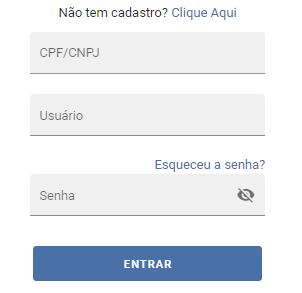 Não tem cadastro? Clique Aqui
CPF/CNPJ
Usuário
Esqueceu a senha?
Senha
ENTRAR